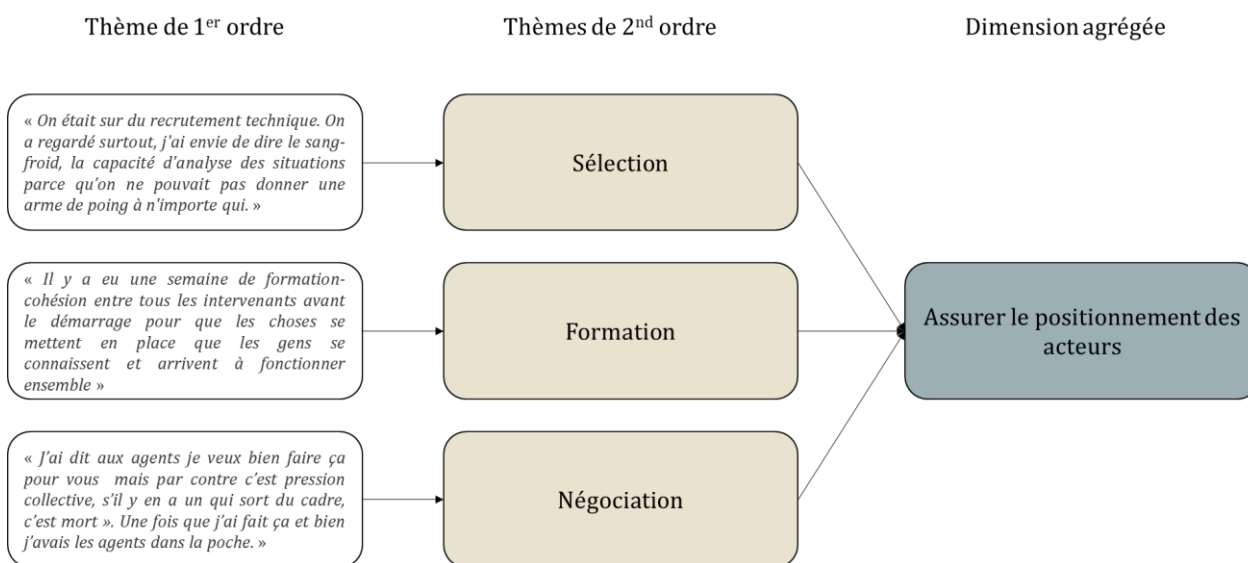 Thème de 1er ordre
Thèmes de 2nd ordre
Dimension agrégée
« On était sur du recrutement technique. On
a regardé surtout, j'ai envie de dire le sang-
froid, la capacité d'analyse des situations
parce qu'on ne pouvait pas donner une
arme de poing à n'importe qui. »
Sélection
« Il y a eu une semaine de formation-
cohésion entre tous les intervenants avant
le démarrage pour que les choses se
mettent en place que les gens se
connaissent et arrivent à fonctionner
ensemble »
Formation
Assurer le positionnement des
acteurs
« J'ai dit aux agents je veux bien faire ça
pour vous mais par contre c'est pression
collective, s'il y en a un qui sort du cadre,
c'est mort ». Une fois que j'ai fait ça et bien
j'avais les agents dans la poche. »
Négociation